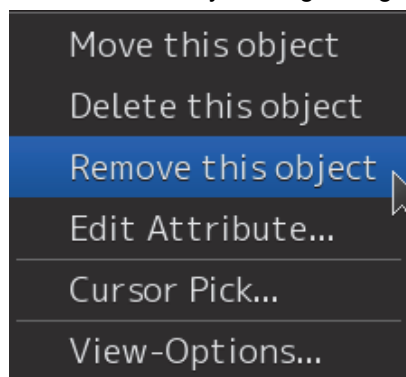 Move this object
Delete this object
Remove this object
Edit Attribute...
Cursor Pick...
View-Options...